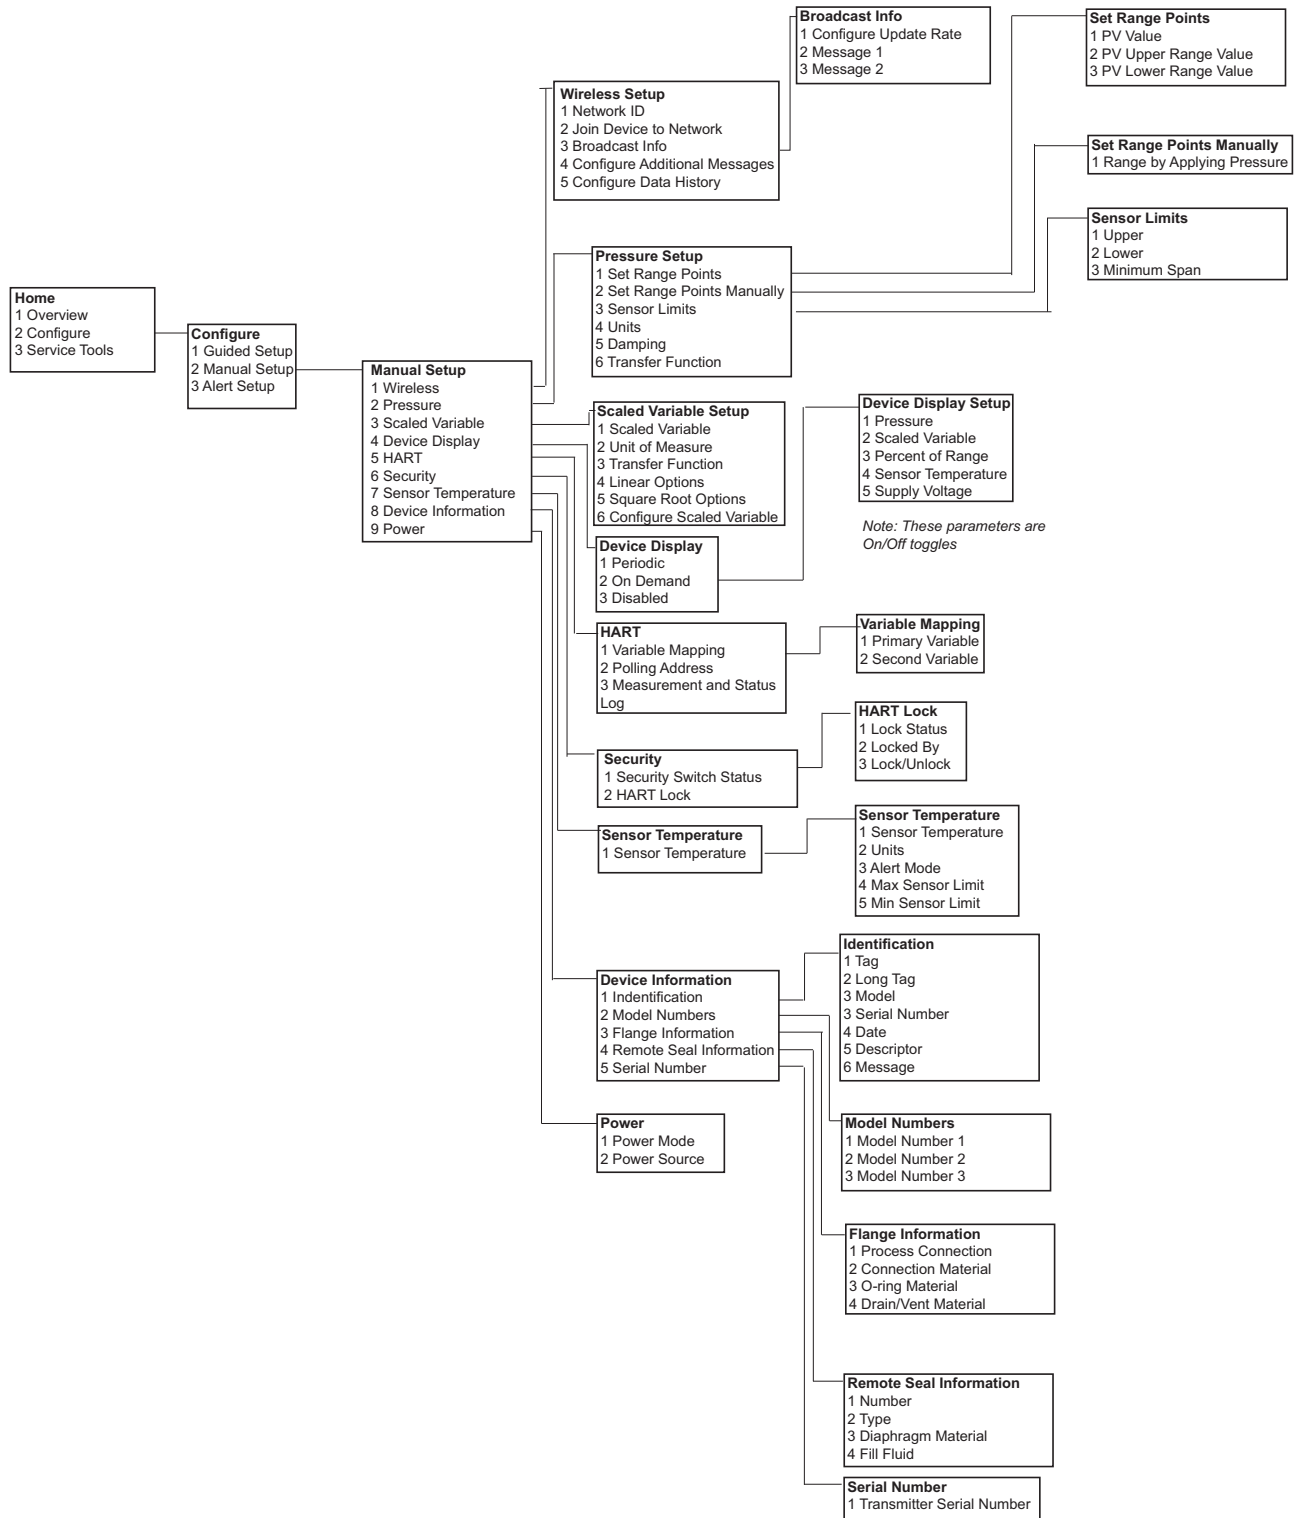 Home
1 Overview
2 Configure
3 Service Tools
Configure
1 Guided Setup
2 Manual Setup
3 Alert Setup
Manual Setup
1 Wireless
2 Pressure
3 Scaled Variable
4 Device Display
5 HART
6 Security
7 Sensor Temperature
8 Device Information
9 Power
Wireless Setup
1 Network ID
2 Join Device to Network
3 Broadcast Info
4 Configure Additional Messages
5 Configure Data History
Broadcast Info
1 Configure Update Rate
2 Message 1
3 Message 2
Pressure Setup
1 Set Range Points
2 Set Range Points Manually
3 Sensor Limits
4 Units
5 Damping
6 Transfer Function
Set Range Points
1 PV Value
2 PV Upper Range Value
3 PV Lower Range Value
Set Range Points Manually
1 Range by Applying Pressure
Sensor Limits
1 Upper
2 Lower
3 Minimum Span
Scaled Variable Setup
1 Scaled Variable
2 Unit of Measure
3 Transfer Function
4 Linear Options
5 Square Root Options
6 Configure Scaled Variable
Device Display
1 Periodic
2 On Demand
3 Disabled
Device Display Setup
1 Pressure
2 Scaled Variable
3 Percent of Range
4 Sensor Temperature
5 Supply Voltage
Note: These parameters are
On/Off toggles
HART
1 Variable Mapping
2 Polling Address
3 Measurement and Status
Log
Variable Mapping
1 Primary Variable
2 Second Variable
Security
1 Security Switch Status
2 HART Lock
HART Lock
1 Lock Status
2 Locked By
3 Lock/Unlock
Sensor Temperature
1 Sensor Temperature
Sensor Temperature
1 Sensor Temperature
2 Units
3 Alert Mode
4 Max Sensor Limit
5 Min Sensor Limit
Device Information
1 Indentification
2 Model Numbers
3 Flange Information
4 Remote Seal Information
5 Serial Number
Identification
1 Tag
2 Long Tag
3 Model
3 Serial Number
4 Date
5 Descriptor
6 Message
Model Numbers
1 Model Number 1
2 Model Number 2
3 Model Number 3
Flange Information
1 Process Connection
2 Connection Material
3 O-ring Material
4 Drain/Vent Material
Remote Seal Information
1 Number
2 Type
3 Diaphragm Material
4 Fill Fluid
Serial Number
1 Transmitter Serial Number
Power
1 Power Mode
2 Power Source